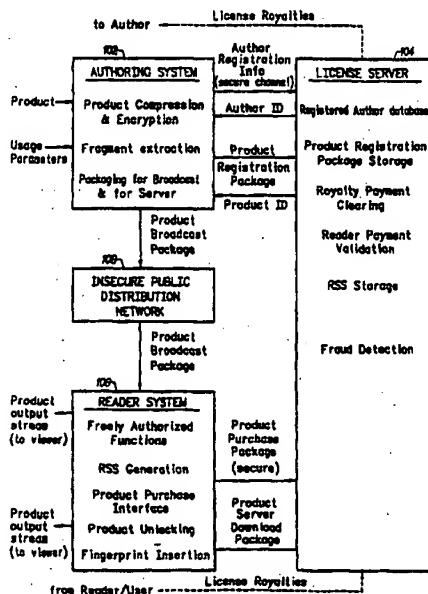 License Royalties
to Author
102
AUTHORING SYSTEM
Product Compression
& Encryption
Fragment extraction
Packaging for Broadcast
& for Server
Product
Usage
Parameters
Author
Registration
Info
(secure channel)
Author ID
Product
Registration
Package
Product ID
104
LICENSE SERVER
Registered Author database
Product Registration
Package Storage
Royalty Payment
Clearing
Reader Payment
Validation
RSS Storage
Fraud Detection
Product
Broadcast
Package
108
INSECURE PUBLIC
DISTRIBUTION
NETWORK
Product
Broadcast
Package
106
READER SYSTEM
Freely Authorized
Functions
RSS Generation
Product Purchase
Interface
Product Unlocking
Fingerprint Insertion
Product
output
stream
(to viewer)
Product
output stream
(to viewer)
Product
Purchase
Package
(secure)
Product
Server
Download
Package
License Royalties
from Reader/User